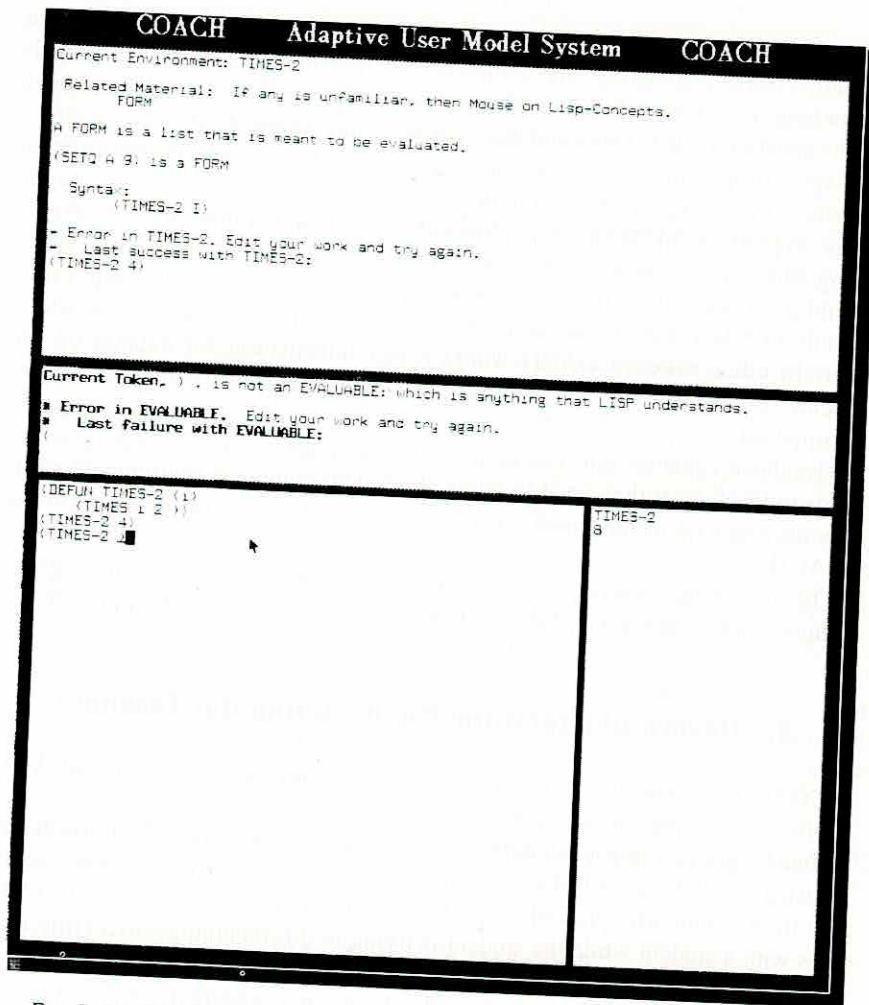 COACH Adaptive User Model System COACH
Current Environment: TIMES-2
Related Material: If any is unfamiliar, then Mouse on Lisp-Concepts.
FORM
A FORM is a list that is meant to be evaluated.
(SETQ A 9) is a FORM
Syntax:
(TIMES-2 I)
- Error in TIMES-2. Edit your work and try again.
- Last success with TIMES-2:
(TIMES-2 4)
Current Token, ) , is not an EVALUABLE: which is anything that LISP understands.
* Error in EVALUABLE. Edit your work and try again.
* Last failure with EVALUABLE:
(
(DEFUN TIMES-2 (i)
(TIMES i 2 ))
(TIMES-2 4)
(TIMES-2 )
TIMES-2
8